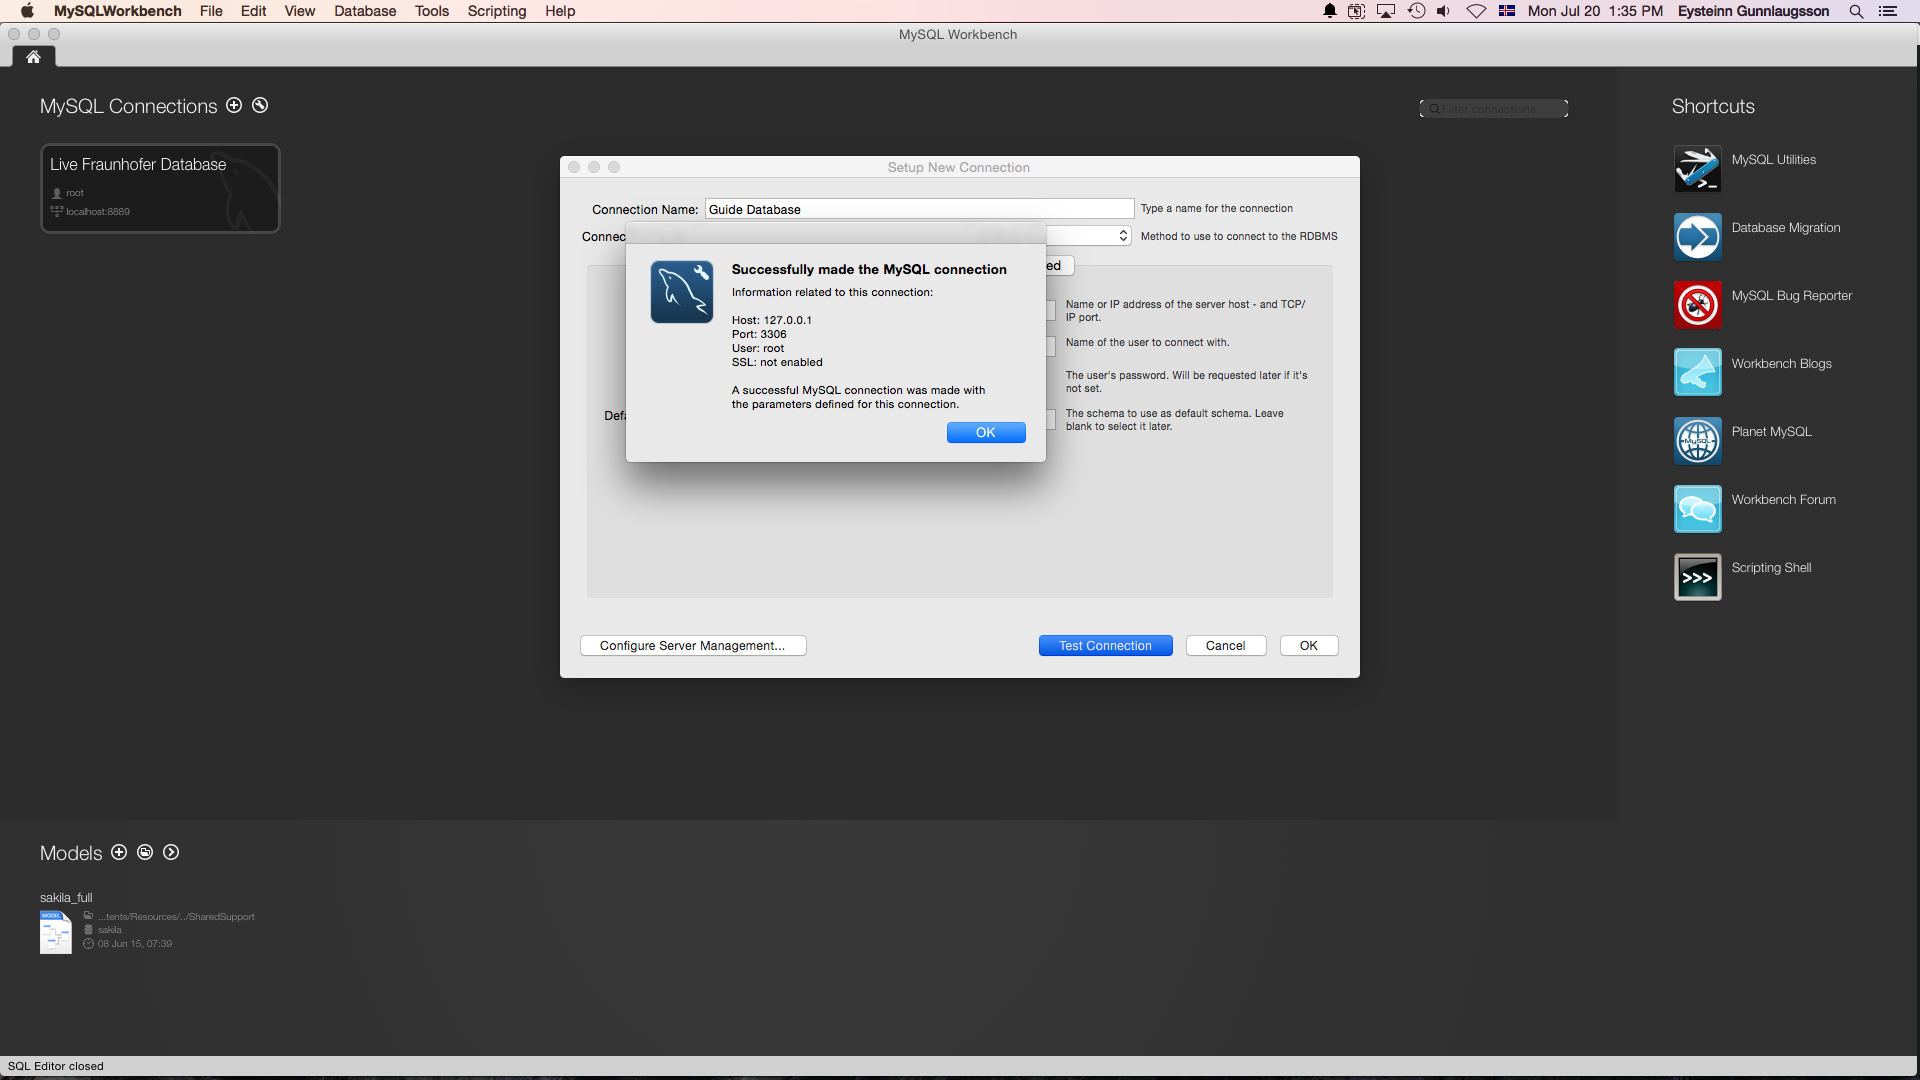 MySQLWorkbench File Edit View Database Tools Scripting Help Mon Jul 20 1:35 PM Eysteinn Gunnlaugsson
MySQL Workbench
MySQL Connections
Filter connections
Live Fraunhofer Database
root
localhost:8889
Shortcuts
MySQL Utilities
Database Migration
MySQL Bug Reporter
Workbench Blogs
Planet MySQL
MySQL
Workbench Forum
>>>
Scripting Shell
Setup New Connection
Connection Name: Guide Database Type a name for the connection
Connec Method to use to connect to the RDBMS
ed
Name or IP address of the server host - and TCP/
IP port.
Name of the user to connect with.
The user's password. Will be requested later if it's
not set.
Defa
The schema to use as default schema. Leave
blank to select it later.
Successfully made the MySQL connection
Information related to this connection:
Host: 127.0.0.1
Port: 3306
User: root
SSL: not enabled
A successful MySQL connection was made with
the parameters defined for this connection.
OK
Configure Server Management... Test Connection Cancel OK
Models
sakila_full
MODEL
...tents/Resources/../SharedSupport
sakila
08 Jun 15, 07:39
SQL Editor closed